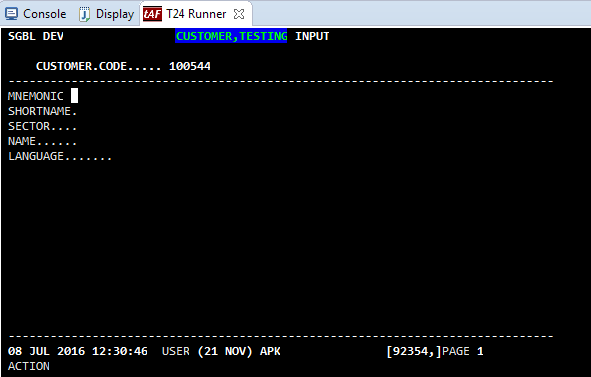 Console Display tAF T24 Runner
SGBL DEV CUSTOMER,TESTING INPUT
CUSTOMER.CODE..... 100544
------------------------------------------------------------------------------
MNEMONIC
SHORTNAME.
SECTOR....
NAME......
LANGUAGE.......
------------------------------------------------------------------------------
08 JUL 2016 12:30:46 USER (21 NOV) APK [92354,]PAGE 1
ACTION